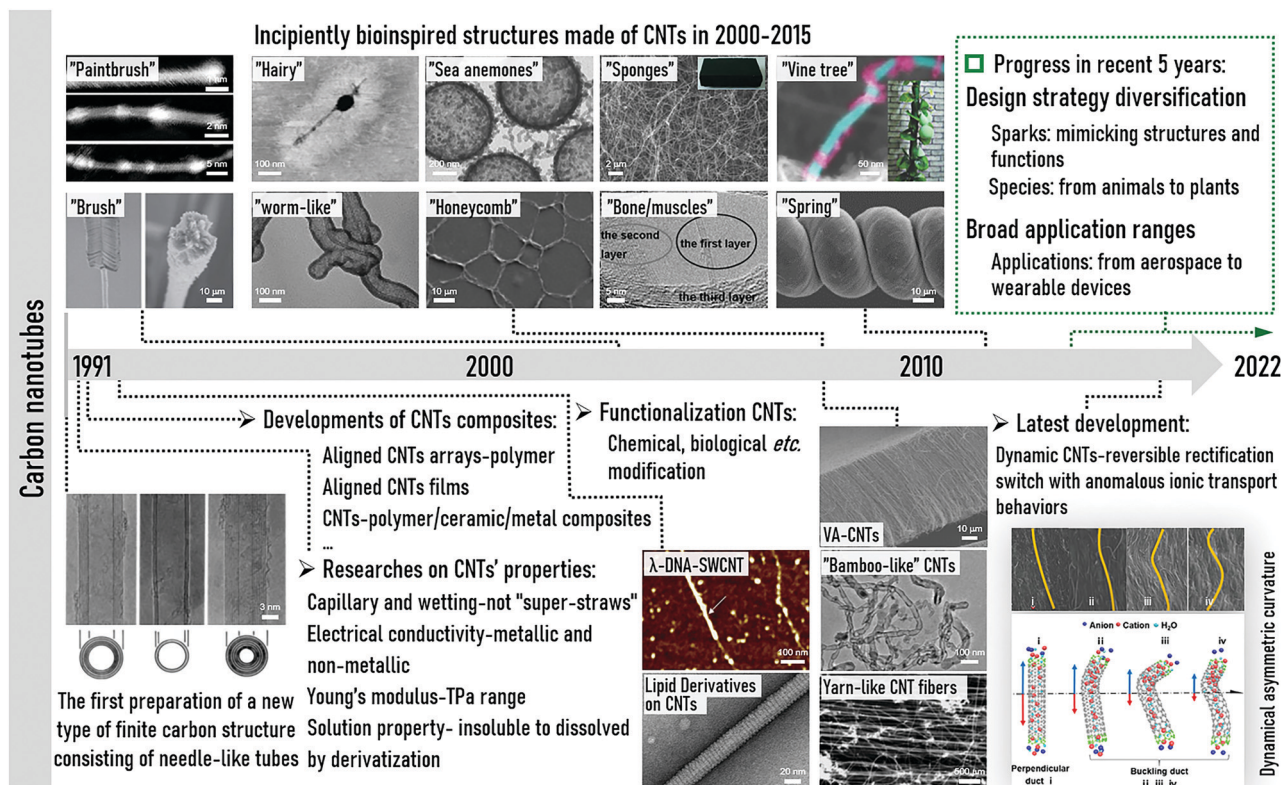 Carbon nanotubes
Incipiently bioinspired structures made of CNTs in 2000-2015
"Paintbrush"
1 nm
2 nm
5 nm
"Hairy"
100 nm
"Sea anemones"
200 nm
"Sponges"
2 μm
"Vine tree"
50 nm
"Brush"
10 μm
"worm-like"
100 nm
"Honeycomb"
10 μm
"Bone/muscles"
the second
layer
the first layer
the third layer
5 nm
"Spring"
10 μm
Progress in recent 5 years:
Design strategy diversification
Sparks: mimicking structures and
functions
Species: from animals to plants
Broad application ranges
Applications: from aerospace to
wearable devices
1991
2000
2010
2022
3 nm
The first preparation of a new
type of finite carbon structure
consisting of needle-like tubes
➢ Developments of CNTs composites:
Aligned CNTs arrays-polymer
Aligned CNTs films
CNTs-polymer/ceramic/metal composites
...
➢ Researches on CNTs' properties:
Capillary and wetting-not "super-straws"
Electrical conductivity-metallic and
non-metallic
Young's modulus-TPa range
Solution property- insoluble to dissolved
by derivatization
➢ Functionalization CNTs:
Chemical, biological etc.
modification
λ-DNA-SWCNT
100 nm
Lipid Derivatives
on CNTs
20 nm
VA-CNTs
10 μm
"Bamboo-like" CNTs
100 nm
Yarn-like CNT fibers
500 μm
➢ Latest development:
Dynamic CNTs-reversible rectification
switch with anomalous ionic transport
behaviors
i
ii
iii
iv
Anion
Cation
H₂O
i
ii
iii
iv
Perpendicular
duct i
Buckling duct
ii, iii, iv
Dynamical asymmetric curvature